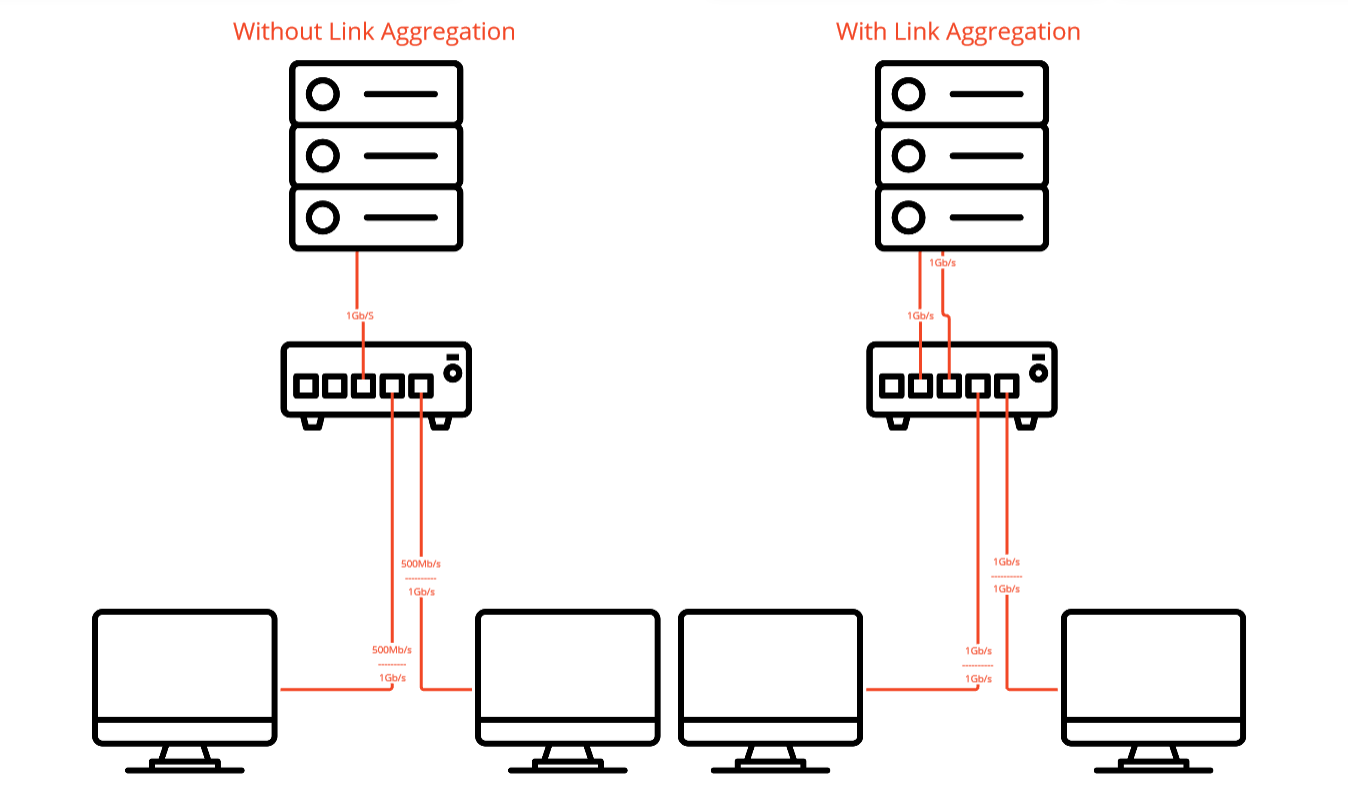 Without Link Aggregation
1Gb/S
500Mb/s
----------
1Gb/s
500Mb/s
---------
1Gb/s
With Link Aggregation
1Gb/s
1Gb/s
1Gb/s
----------
1Gb/s
1Gb/s
----------
1Gb/s